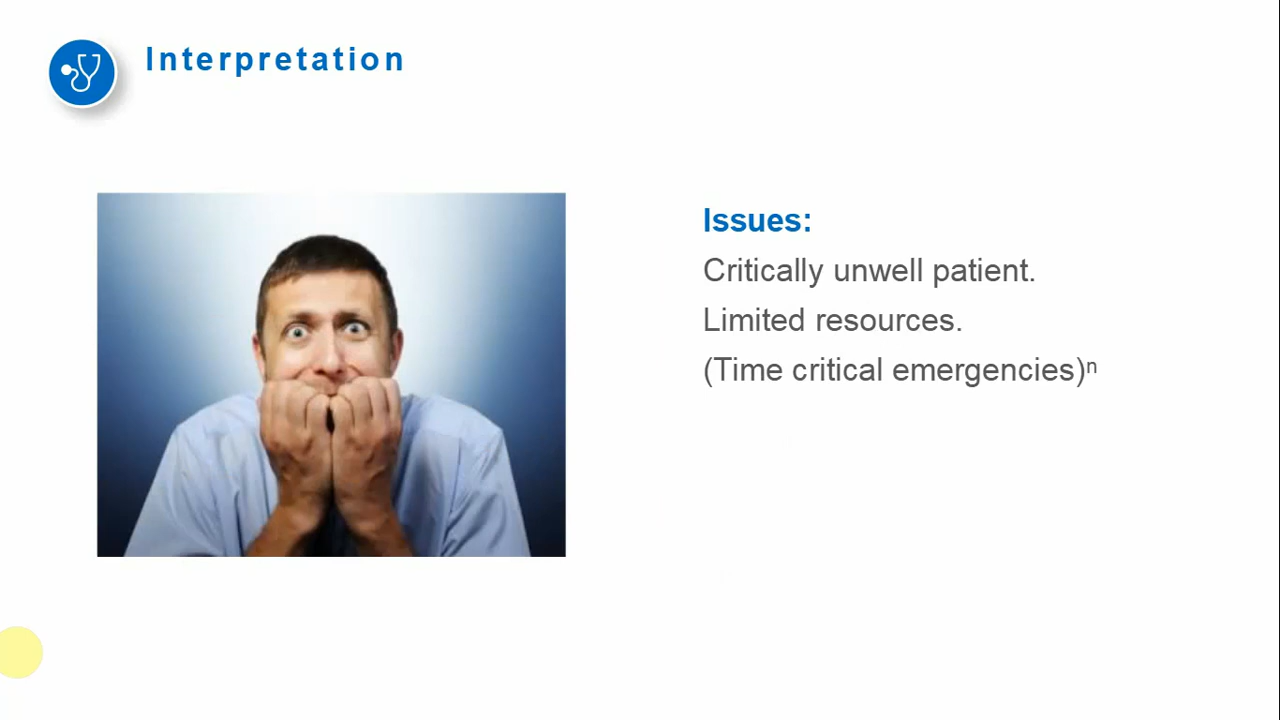 Interpretation
Issues:
Critically unwell patient.
Limited resources.
(Time critical emergencies)ⁿ